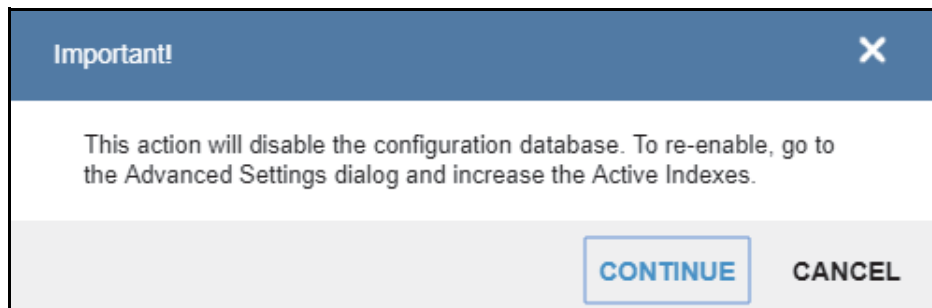 Important!
This action will disable the configuration database. To re-enable, go to
the Advanced Settings dialog and increase the Active Indexes.
CONTINUE CANCEL